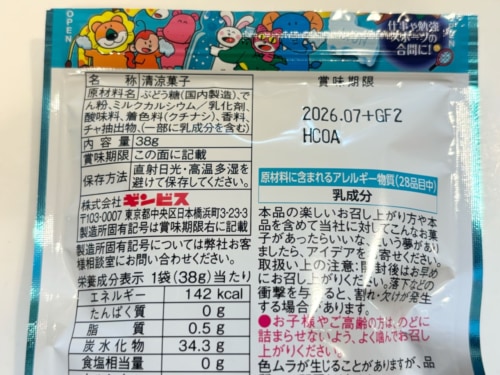 OPEN
仕事や勉強
スポーツの
合間に!
OPEN
名　称 清涼菓子
原材料名 ぶどう糖(国内製造)、で
ん粉、ミルクカルシウム／乳化剤、
酸味料、着色料(クチナシ)、香料、
チャ抽出物、(一部に乳成分を含む)
内 容 量 38g
賞味期限 この面に記載
保存方法 直射日光・高温多湿を避けて保存してください。
株式会社 ギンビス
〒103-0007 東京都中央区日本橋浜町3-23-3
製造所固有記号は賞味期限右に記載
製造所固有記号については弊社お客
様相談室にお問い合わせください。
栄養成分表示 1袋(38g)当たり
エネルギー 142 kcal
たんぱく質 0g
脂質 0.5g
炭水化物 34.3g
食塩相当量 0g
賞味期限
2026.07+GF2
HCOA
原材料に含まれるアレルギー物質(28品目中)
乳成分
本品の楽しいお召し上がり方や本
品を含めて当社に対してこんなお菓
子があったらいいな、という夢があり
ましたら、アイデアをお寄せください。
取扱い上の注意:開封後はお早め
にお召し上がりください。落下などの
衝撃を与えると、割れ・欠けが発生
する場合があります。
●お子様やご高齢の方は、のどに
詰まらせないよう、よく噛んでお召し
上がりください。
色ムラが生じることがありますが、品